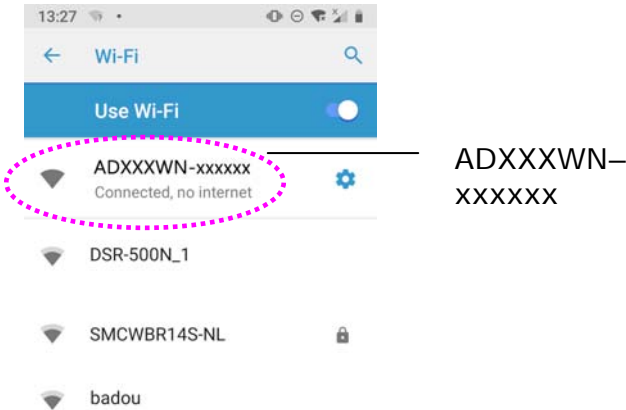 13:27
Wi-Fi
Use Wi-Fi
ADXXXWN-xxxxxx
Connected, no internet
ADXXXWN–
xxxxxx
DSR-500N_1
SMCWBR14S-NL
badou